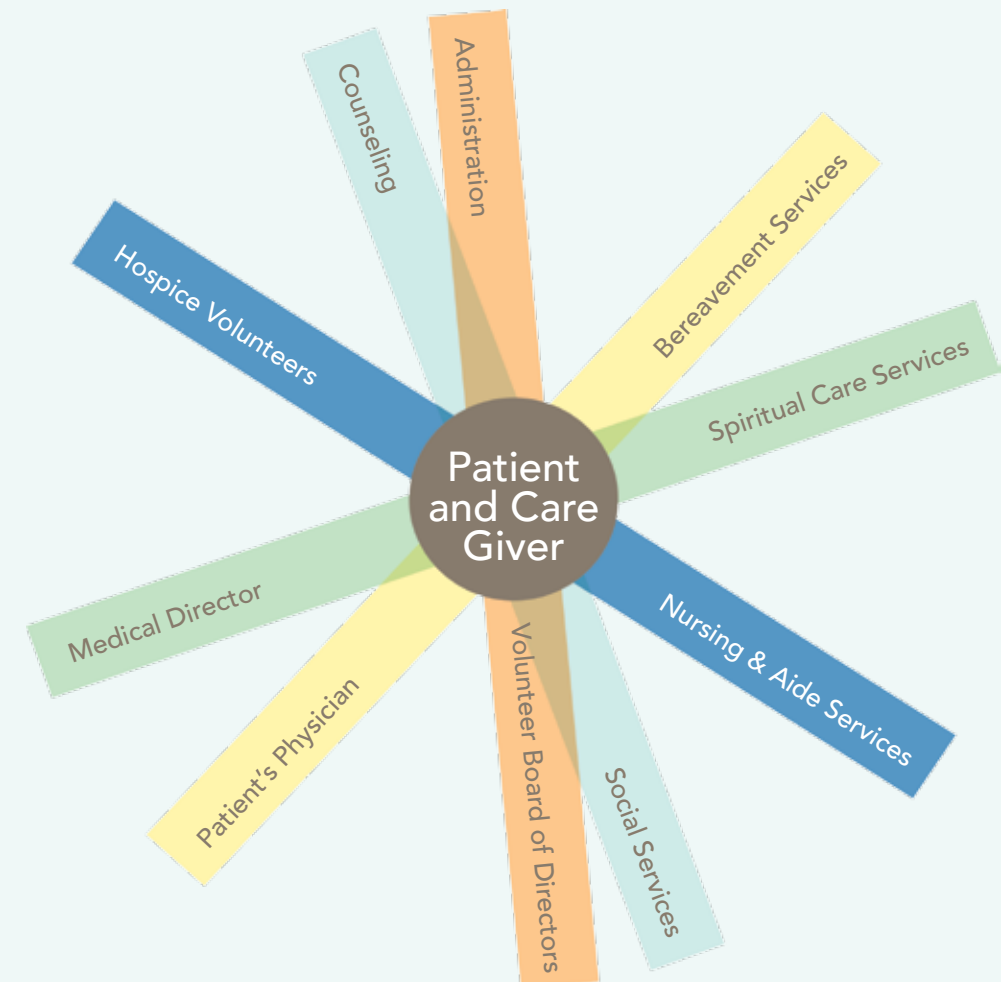 Counseling
Administration
Bereavement Services
Hospice Volunteers
Spiritual Care Services
Patient
and Care
Giver
Medical Director
Nursing & Aide Services
Patient’s Physician
Volunteer Board of Directors
Social Services